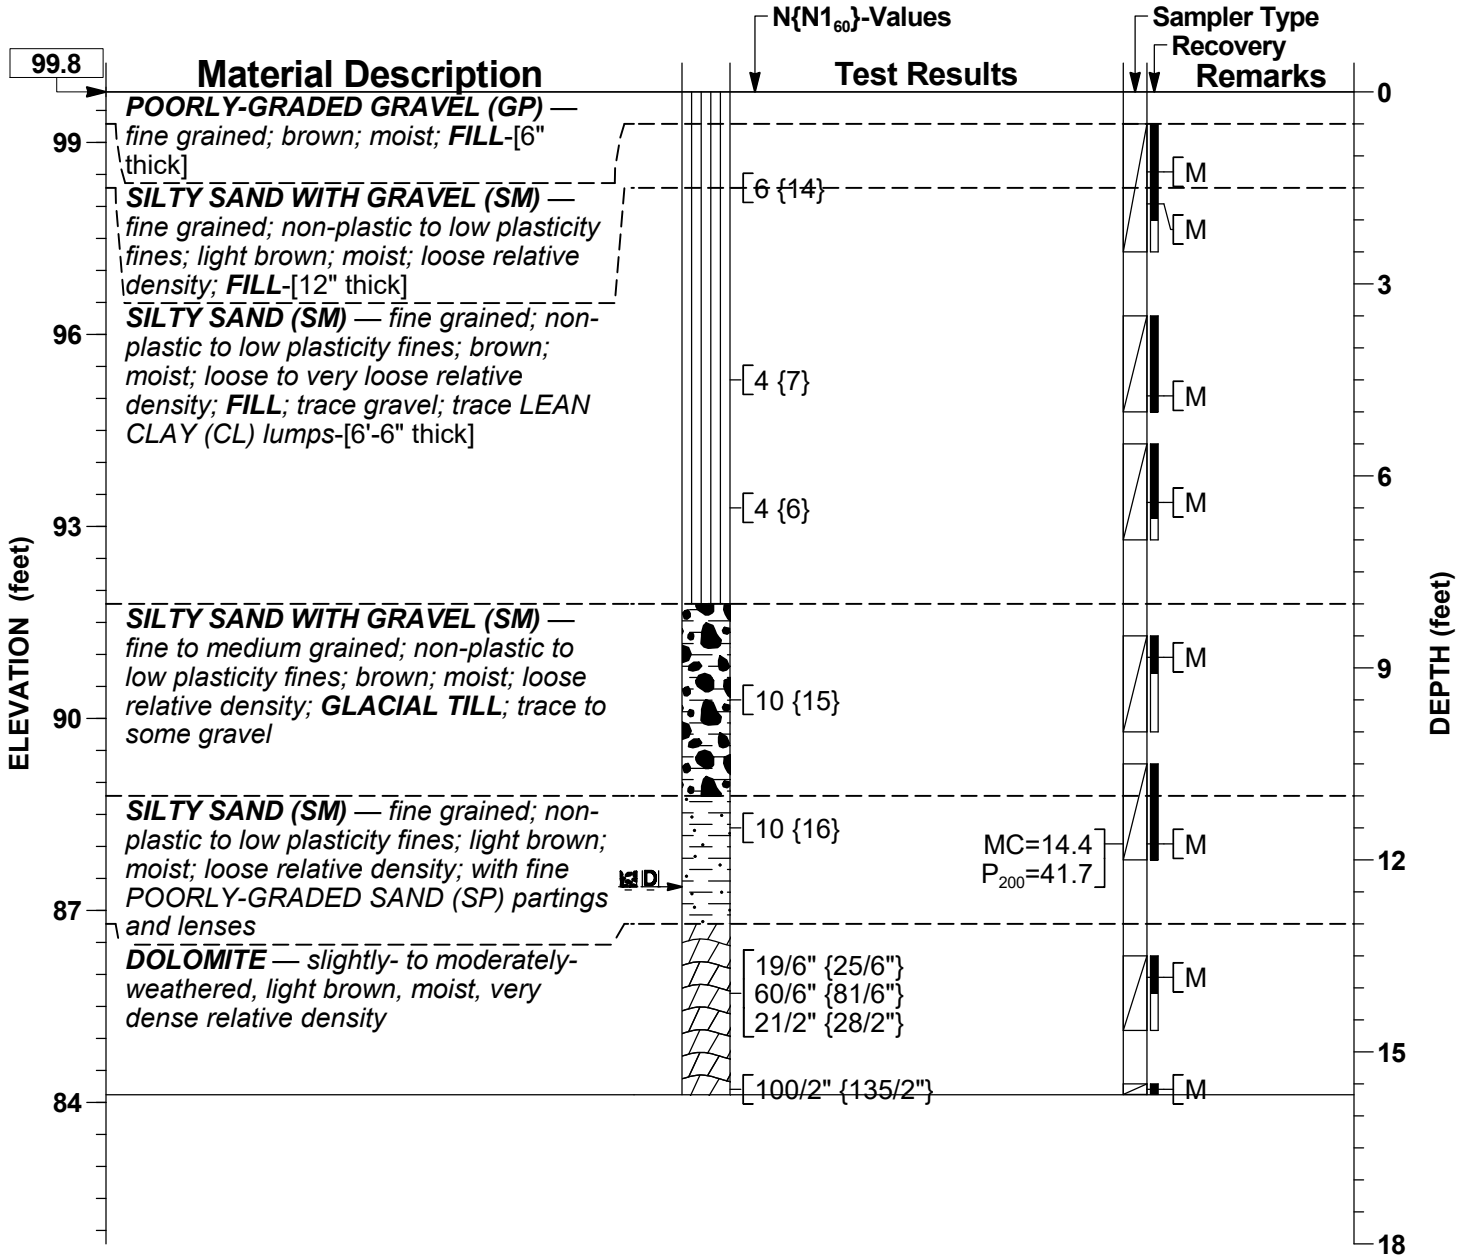 N{N1₆₀}-Values
Sampler Type
Recovery
99.8
Material Description
Test Results
Remarks
0
POORLY-GRADED GRAVEL (GP) —
fine grained; brown; moist; FILL-[6"
thick]
99
M
SILTY SAND WITH GRAVEL (SM) —
fine grained; non-plastic to low plasticity
fines; light brown; moist; loose relative
density; FILL-[12" thick]
6 {14}
M
3
SILTY SAND (SM) — fine grained; non-
plastic to low plasticity fines; brown;
moist; loose to very loose relative
density; FILL; trace gravel; trace LEAN
CLAY (CL) lumps-[6'-6" thick]
96
4 {7}
M
6
4 {6}
M
93
ELEVATION (feet)
DEPTH (feet)
SILTY SAND WITH GRAVEL (SM) —
fine to medium grained; non-plastic to
low plasticity fines; brown; moist; loose
relative density; GLACIAL TILL; trace to
some gravel
M
9
10 {15}
90
SILTY SAND (SM) — fine grained; non-
plastic to low plasticity fines; light brown;
moist; loose relative density; with fine
POORLY-GRADED SAND (SP) partings
and lenses
10 {16}
MC=14.4
P₂₀₀=41.7
M
12
87
DOLOMITE — slightly- to moderately-
weathered, light brown, moist, very
dense relative density
19/6" {25/6"}
60/6" {81/6"}
21/2" {28/2"}
M
15
100/2" {135/2"}
M
84
18